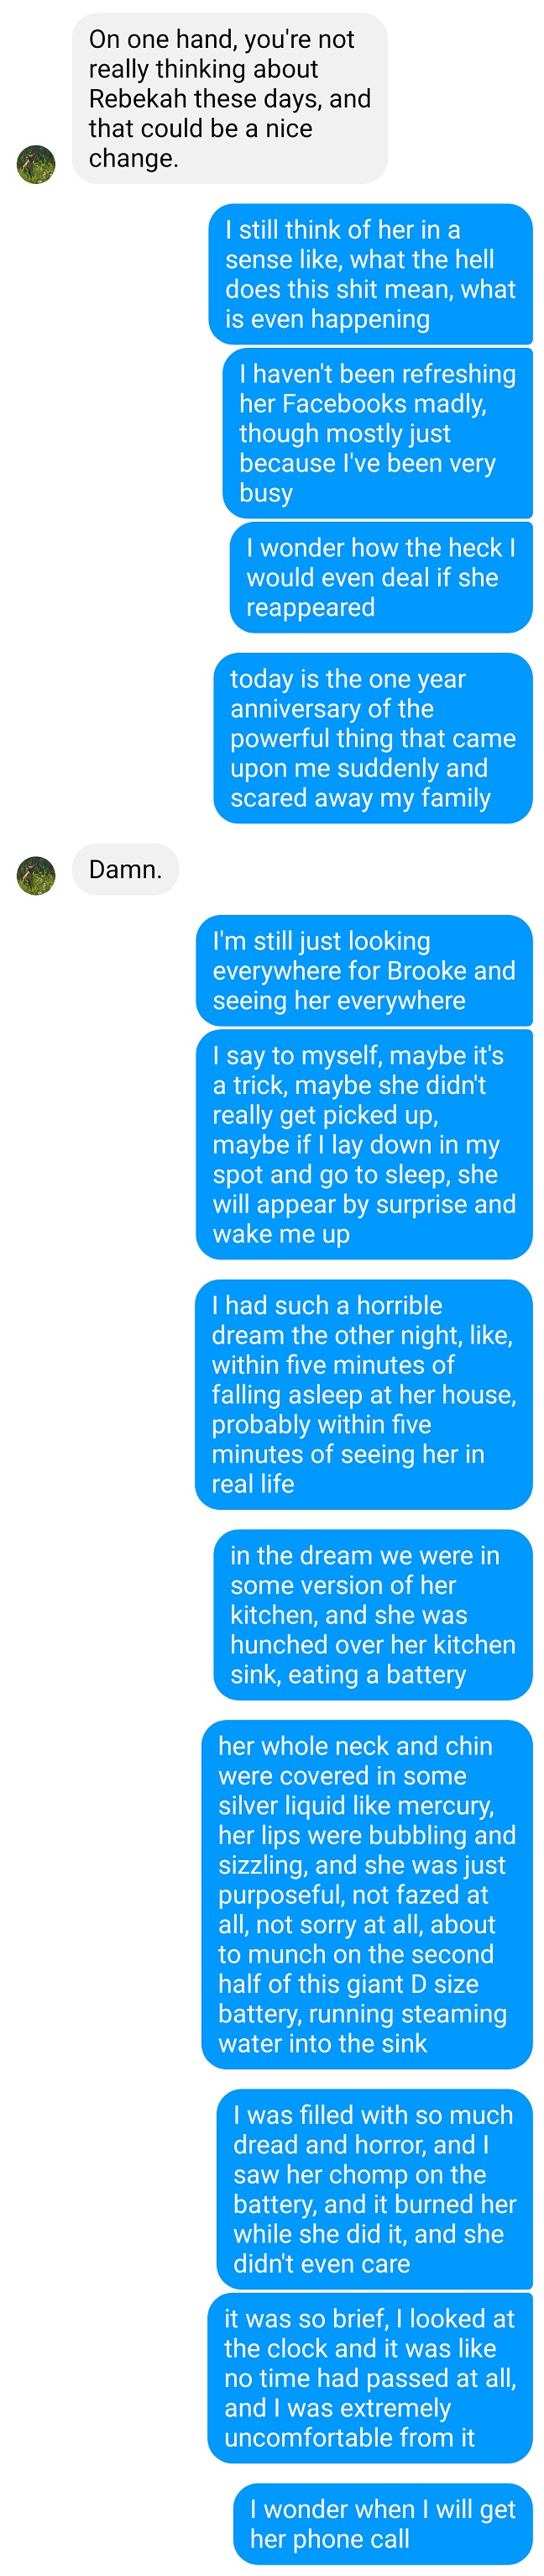 On one hand, you're not
really thinking about
Rebekah these days, and
that could be a nice
change.
I still think of her in a
sense like, what the hell
does this shit mean, what
is even happening
I haven't been refreshing
her Facebooks madly,
though mostly just
because I've been very
busy
I wonder how the heck I
would even deal if she
reappeared
today is the one year
anniversary of the
powerful thing that came
upon me suddenly and
scared away my family
Damn.
I'm still just looking
everywhere for Brooke and
seeing her everywhere
I say to myself, maybe it's
a trick, maybe she didn't
really get picked up,
maybe if I lay down in my
spot and go to sleep, she
will appear by surprise and
wake me up
I had such a horrible
dream the other night, like,
within five minutes of
falling asleep at her house,
probably within five
minutes of seeing her in
real life
in the dream we were in
some version of her
kitchen, and she was
hunched over her kitchen
sink, eating a battery
her whole neck and chin
were covered in some
silver liquid like mercury,
her lips were bubbling and
sizzling, and she was just
purposeful, not fazed at
all, not sorry at all, about
to munch on the second
half of this giant D size
battery, running steaming
water into the sink
I was filled with so much
dread and horror, and I
saw her chomp on the
battery, and it burned her
while she did it, and she
didn't even care
it was so brief, I looked at
the clock and it was like
no time had passed at all,
and I was extremely
uncomfortable from it
I wonder when I will get
her phone call